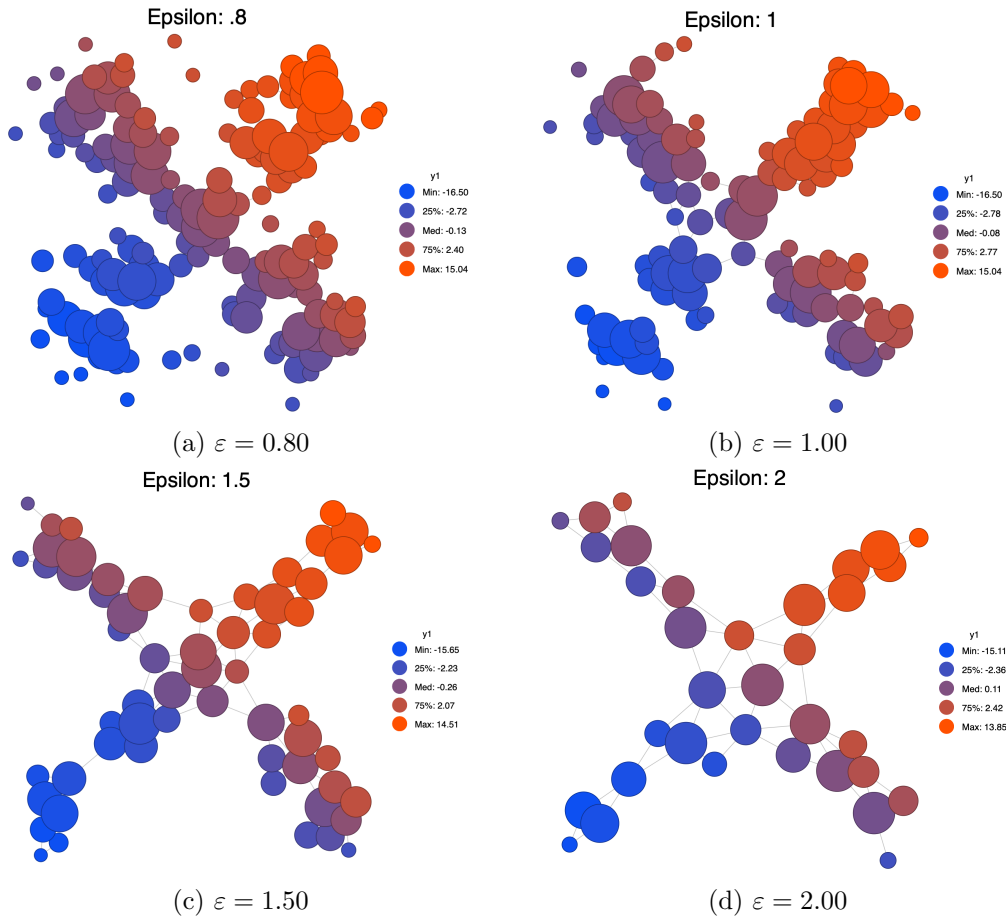 Epsilon: .8
y1
Min: -16.50
25%: -2.72
Med: -0.13
75%: 2.40
Max: 15.04
(a) ε = 0.80
Epsilon: 1
y1
Min: -16.50
25%: -2.78
Med: -0.08
75%: 2.77
Max: 15.04
(b) ε = 1.00
Epsilon: 1.5
y1
Min: -15.65
25%: -2.23
Med: -0.26
75%: 2.07
Max: 14.51
(c) ε = 1.50
Epsilon: 2
y1
Min: -15.11
25%: -2.36
Med: 0.11
75%: 2.42
Max: 13.85
(d) ε = 2.00